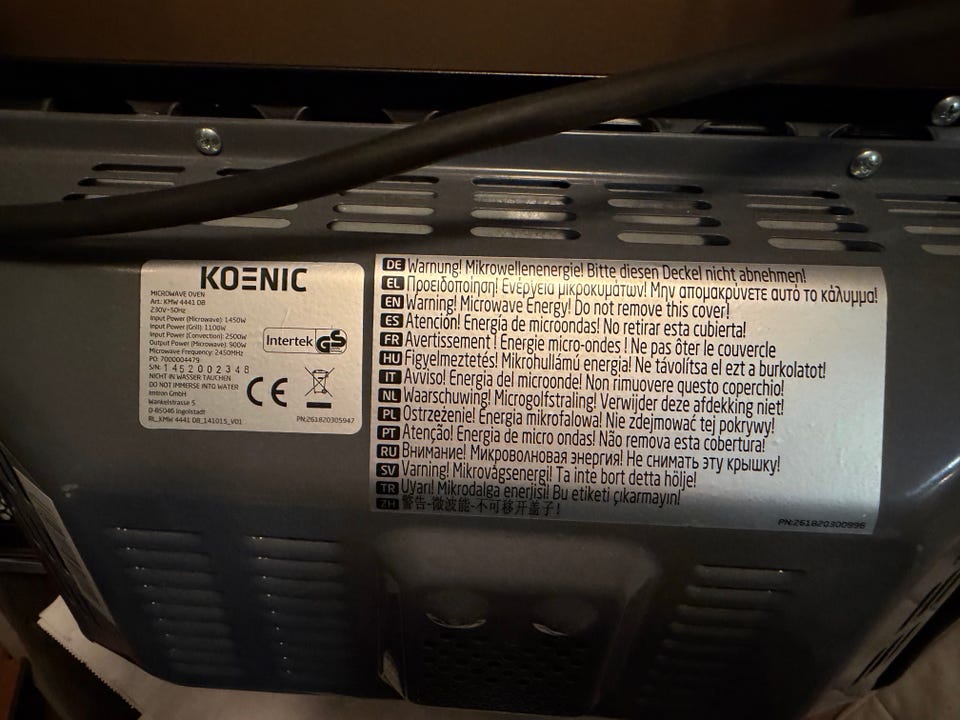 KOENIC
MICROWAVE OVEN
Art.: KMW 4441 DB
230V~50Hz
Input Power (Microwave): 1450W
Input Power (Grill): 1100W
Input Power (Convection): 2500W
Output Power (Microwave): 900W
Microwave Frequency: 2450MHz
PO: 7000004479
S/N: 1452002348
NICHT IN WASSER TAUCHEN
DO NOT IMMERSE INTO WATER
Imtron GmbH
Wankelstrasse 5
D-85046 Ingolstadt
RL_KMW 4441 DB_141015_V01
Intertek GS
CE
PN:261820305947
DE Warnung! Mikrowellenenergie! Bitte diesen Deckel nicht abnehmen!
EL Προειδοποίηση! Ενέργεια μικροκυμάτων! Μην απομακρύνετε αυτό το κάλυμμα!
EN Warning! Microwave Energy! Do not remove this cover!
ES Atención! Energía de microondas! No retirar esta cubierta!
FR Avertissement ! Energie micro-ondes ! Ne pas ôter le couvercle
HU Figyelmeztetés! Mikrohullámú energia! Ne távolítsa el ezt a burkolatot!
IT Avviso! Energia del microonde! Non rimuovere questo coperchio!
NL Waarschuwing! Microgolfstraling! Verwijder deze afdekking niet!
PL Ostrzeżenie! Energia mikrofalowa! Nie zdejmować tej pokrywy!
PT Atenção! Energia de micro ondas! Não remova esta cobertura!
RU Внимание! Микроволновая энергия! Не снимать эту крышку!
SV Varning! Mikrovågsenergi! Ta inte bort detta hölje!
TR Uyarı! Mikrodalga enerjisi! Bu etiketi çıkarmayın!
ZH 警告-微波能-不可移开盖子!
PN:261820300996